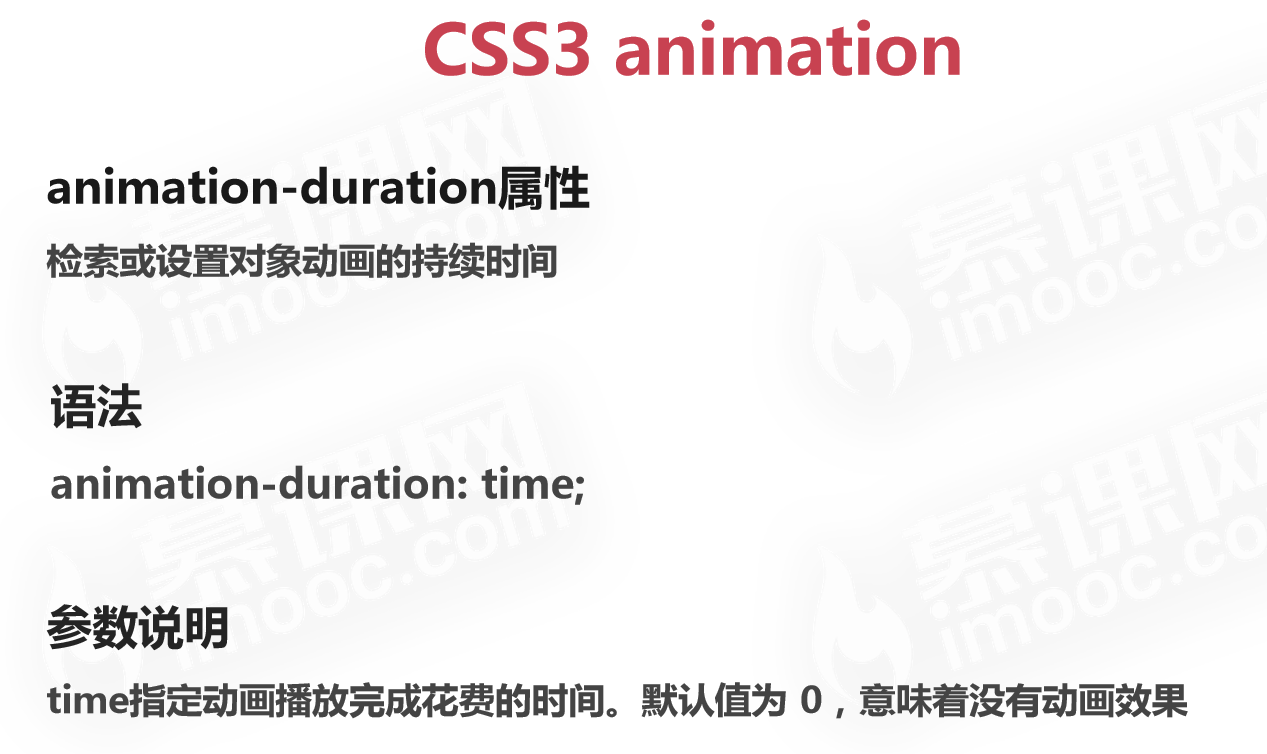 CSS3 animation
animation-duration属性
检索或设置对象动画的持续时间
语法
animation-duration: time;
参数说明
time指定动画播放完成花费的时间。默认值为 0，意味着没有动画效果
慕课网
imooc.com
慕课网
imooc.co
慕课网
imooc.com
慕课网
imooc.co